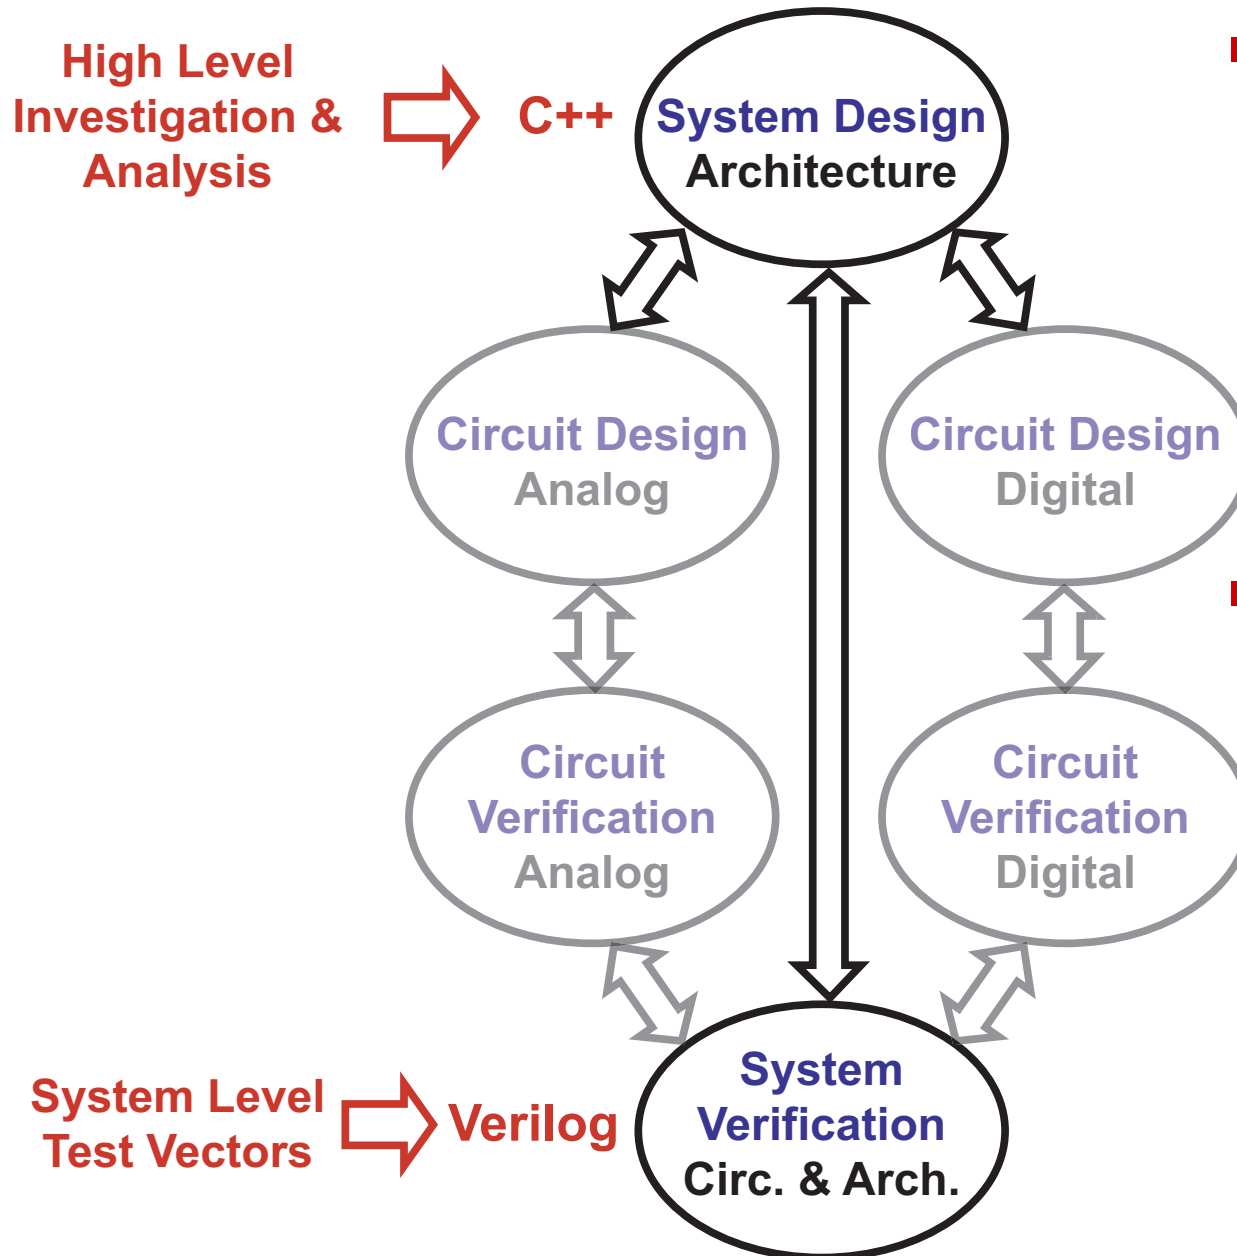 High Level
Investigation &
Analysis
C++
System Design
Architecture
Circuit Design
Analog
Circuit Design
Digital
Circuit
Verification
Analog
Circuit
Verification
Digital
System Level
Test Vectors
Verilog
System
Verification
Circ. & Arch.